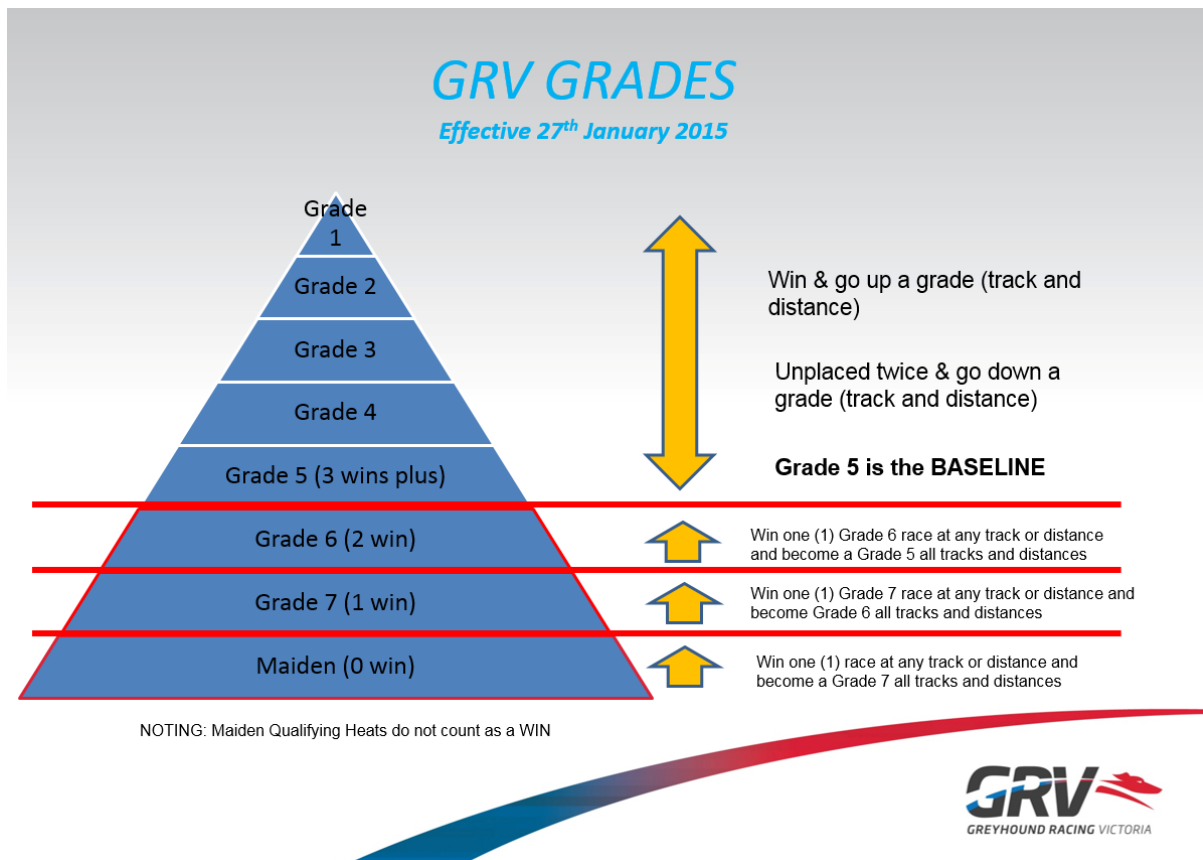 GRV GRADES
Effective 27th January 2015
Grade
1
Grade 2
Grade 3
Grade 4
Grade 5 (3 wins plus)
Grade 6 (2 win)
Grade 7 (1 win)
Maiden (0 win)
Win & go up a grade (track and
distance)
Unplaced twice & go down a
grade (track and distance)
Grade 5 is the BASELINE
Win one (1) Grade 6 race at any track or distance
and become a Grade 5 all tracks and distances
Win one (1) Grade 7 race at any track or distance and
become Grade 6 all tracks and distances
Win one (1) race at any track or distance and
become a Grade 7 all tracks and distances
NOTING: Maiden Qualifying Heats do not count as a WIN
GRV
GREYHOUND RACING VICTORIA